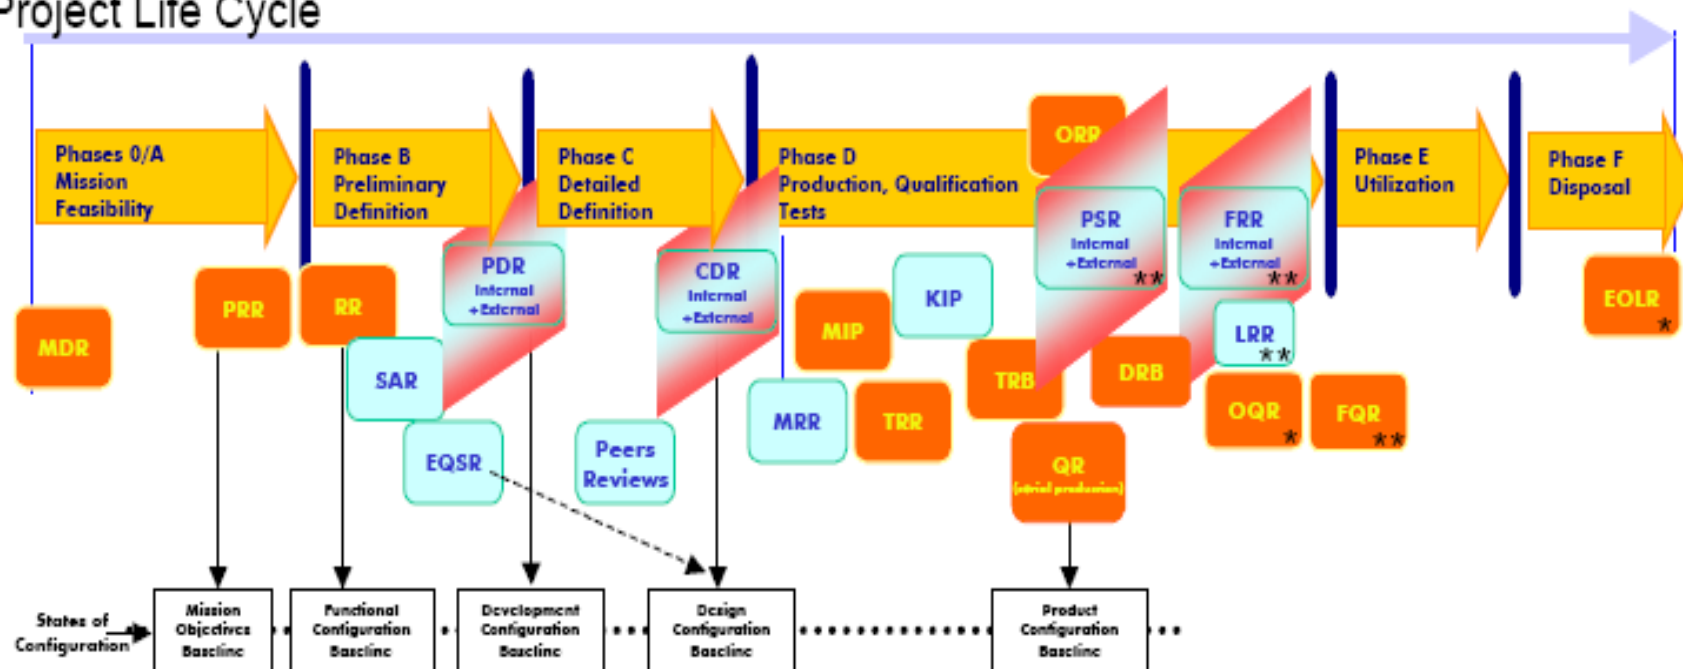 Project Life Cycle
Phases 0/A
Mission
Feasibility
Phase B
Preliminary
Definition
Phase C
Detailed
Definition
Phase D
Production, Qualification
Tests
Phase E
Utilization
Phase F
Disposal
ORR
PSR
Internal
+External
**
FRR
Internal
+External
**
PDR
Internal
+External
CDR
Internal
+External
MDR
PRR
RR
SAR
EQSR
Peers
Reviews
MIP
KIP
MRR
TRR
TRB
DRB
QR
(serial production)
LRR
**
OQR
*
FQR
**
EOLR
*
States of
Configuration
Mission
Objectives
Baseline
Functional
Configuration
Baseline
Development
Configuration
Baseline
Design
Configuration
Baseline
Product
Configuration
Baseline